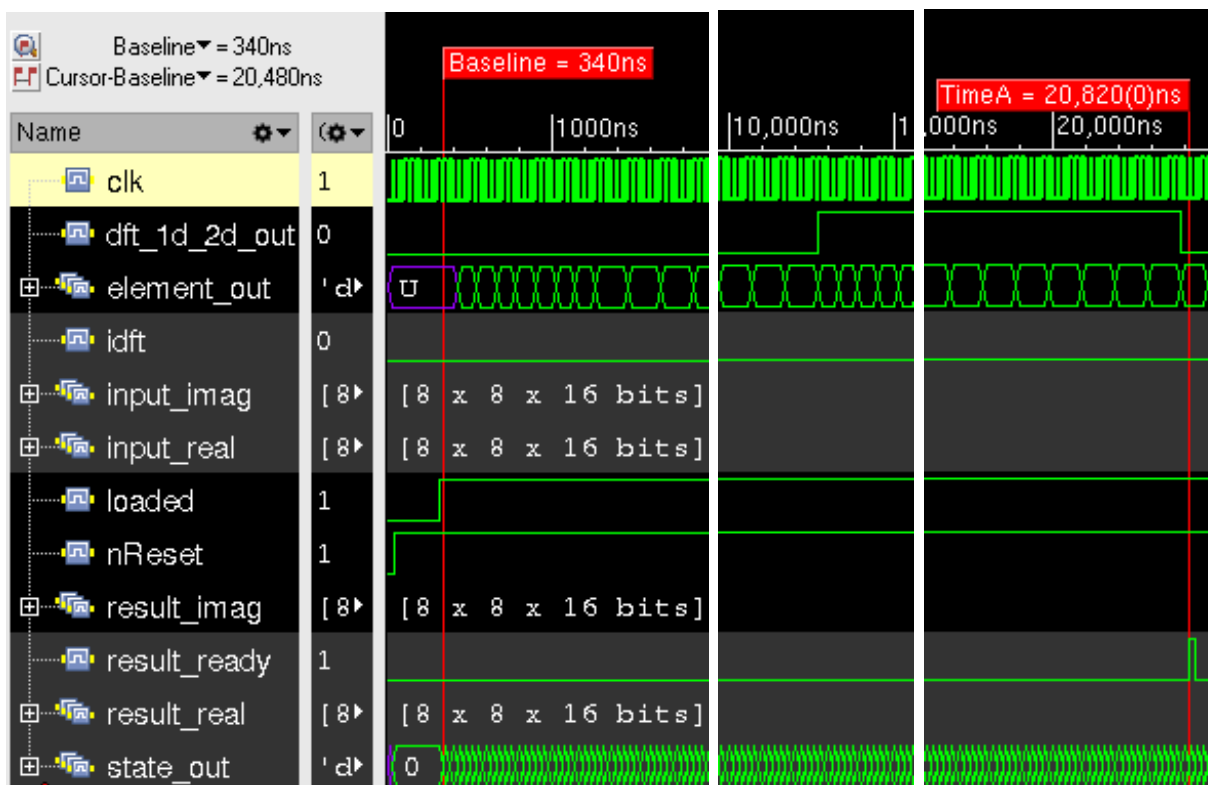 Baseline▼ = 340ns
Cursor-Baseline▼ = 20,480ns
Baseline = 340ns
TimeA = 20,820(0)ns
Name
0 1000ns 10,000ns 1 ,000ns 20,000ns
clk 1
dft_1d_2d_out 0
element_out 'd U
idft 0
input_imag [8 [8 x 8 x 16 bits]
input_real [8 [8 x 8 x 16 bits]
loaded 1
nReset 1
result_imag [8 [8 x 8 x 16 bits]
result_ready 1
result_real [8 [8 x 8 x 16 bits]
state_out 'd 0